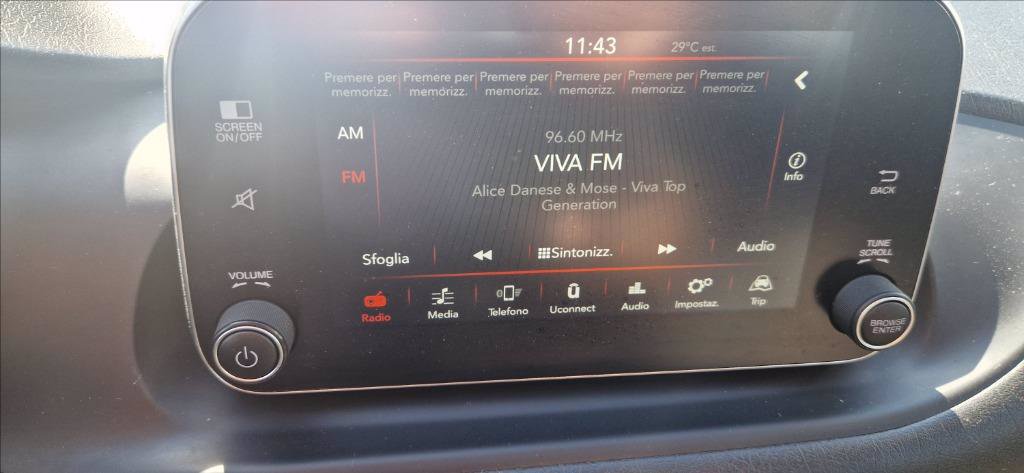 11:43 29°C est.
Premere per memorizz. Premere per memorizz. Premere per memorizz. Premere per memorizz. Premere per memorizz. Premere per memorizz.
SCREEN
ON/OFF
AM
FM
96.60 MHz
VIVA FM
Alice Danese & Mose - Viva Top
Generation
Info
BACK
Sfoglia Sintonizz. Audio
TUNE
SCROLL
VOLUME
Radio Media Telefono Uconnect Audio Impostaz. Trip
BROWSE
ENTER